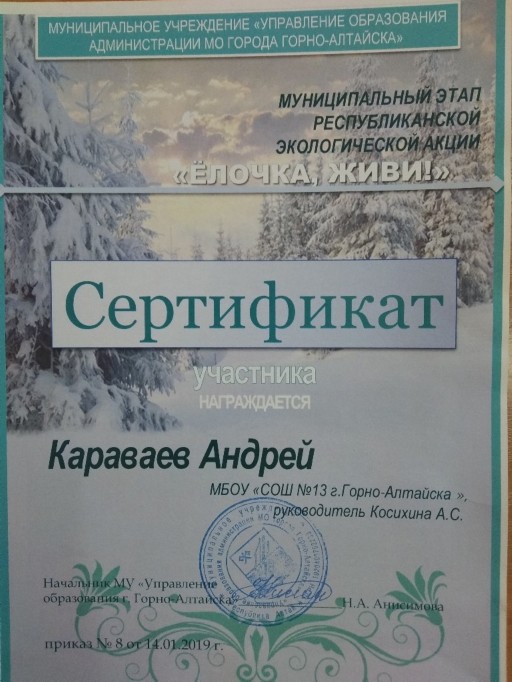 МУНИЦИПАЛЬНОЕ УЧРЕЖДЕНИЕ «УПРАВЛЕНИЕ ОБРАЗОВАНИЯ
АДМИНИСТРАЦИИ МО ГОРОДА ГОРНО-АЛТАЙСКА»
МУНИЦИПАЛЬНЫЙ ЭТАП
РЕСПУБЛИКАНСКОЙ
ЭКОЛОГИЧЕСКОЙ АКЦИИ
«ЁЛОЧКА, ЖИВИ!»
Сертификат
участника
НАГРАЖДАЕТСЯ
Караваев Андрей
МБОУ «СОШ №13 г.Горно-Алтайска »,
руководитель Косихина А.С.
Начальник МУ «Управление
образования г. Горно-Алтайска»
Н.А. Анисимова
приказ № 8 от 14.01.2019 г.